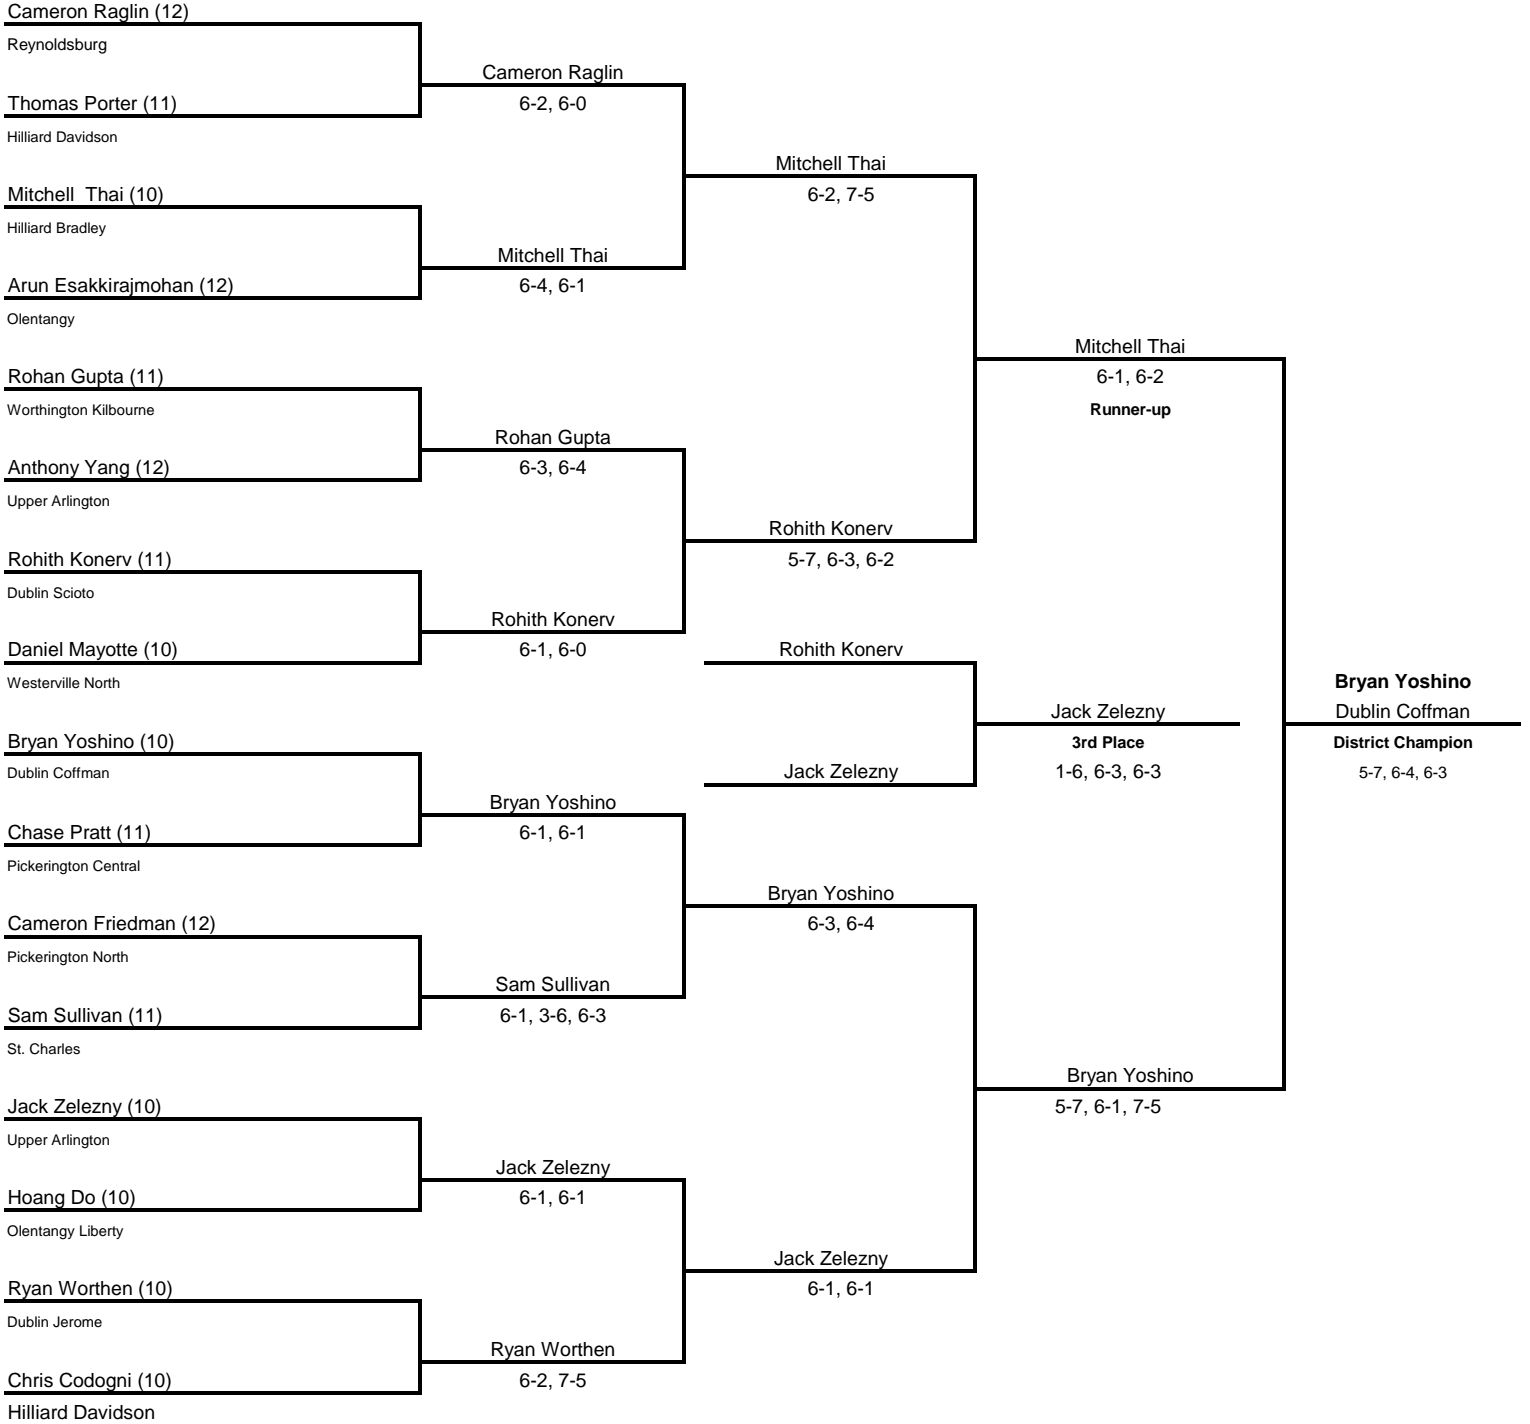 Cameron Raglin (12)
Reynoldsburg
Cameron Raglin
Thomas Porter (11)
6-2, 6-0
Hilliard Davidson
Mitchell Thai
Mitchell  Thai (10)
6-2, 7-5
Hilliard Bradley
Mitchell Thai
Arun Esakkirajmohan (12)
6-4, 6-1
Olentangy
Mitchell Thai
Rohan Gupta (11)
6-1, 6-2
Worthington Kilbourne
Runner-up
Rohan Gupta
Anthony Yang (12)
6-3, 6-4
Upper Arlington
Rohith Konerv
Rohith Konerv (11)
5-7, 6-3, 6-2
Dublin Scioto
Rohith Konerv
Daniel Mayotte (10)
6-1, 6-0
Rohith Konerv
Westerville North
Bryan Yoshino
Jack Zelezny
Dublin Coffman
Bryan Yoshino (10)
3rd Place
District Champion
Dublin Coffman
Jack Zelezny
1-6, 6-3, 6-3
5-7, 6-4, 6-3
Bryan Yoshino
Chase Pratt (11)
6-1, 6-1
Pickerington Central
Bryan Yoshino
Cameron Friedman (12)
6-3, 6-4
Pickerington North
Sam Sullivan
Sam Sullivan (11)
6-1, 3-6, 6-3
St. Charles
Bryan Yoshino
Jack Zelezny (10)
5-7, 6-1, 7-5
Upper Arlington
Jack Zelezny
Hoang Do (10)
6-1, 6-1
Olentangy Liberty
Jack Zelezny
Ryan Worthen (10)
6-1, 6-1
Dublin Jerome
Ryan Worthen
Chris Codogni (10)
6-2, 7-5
Hilliard Davidson